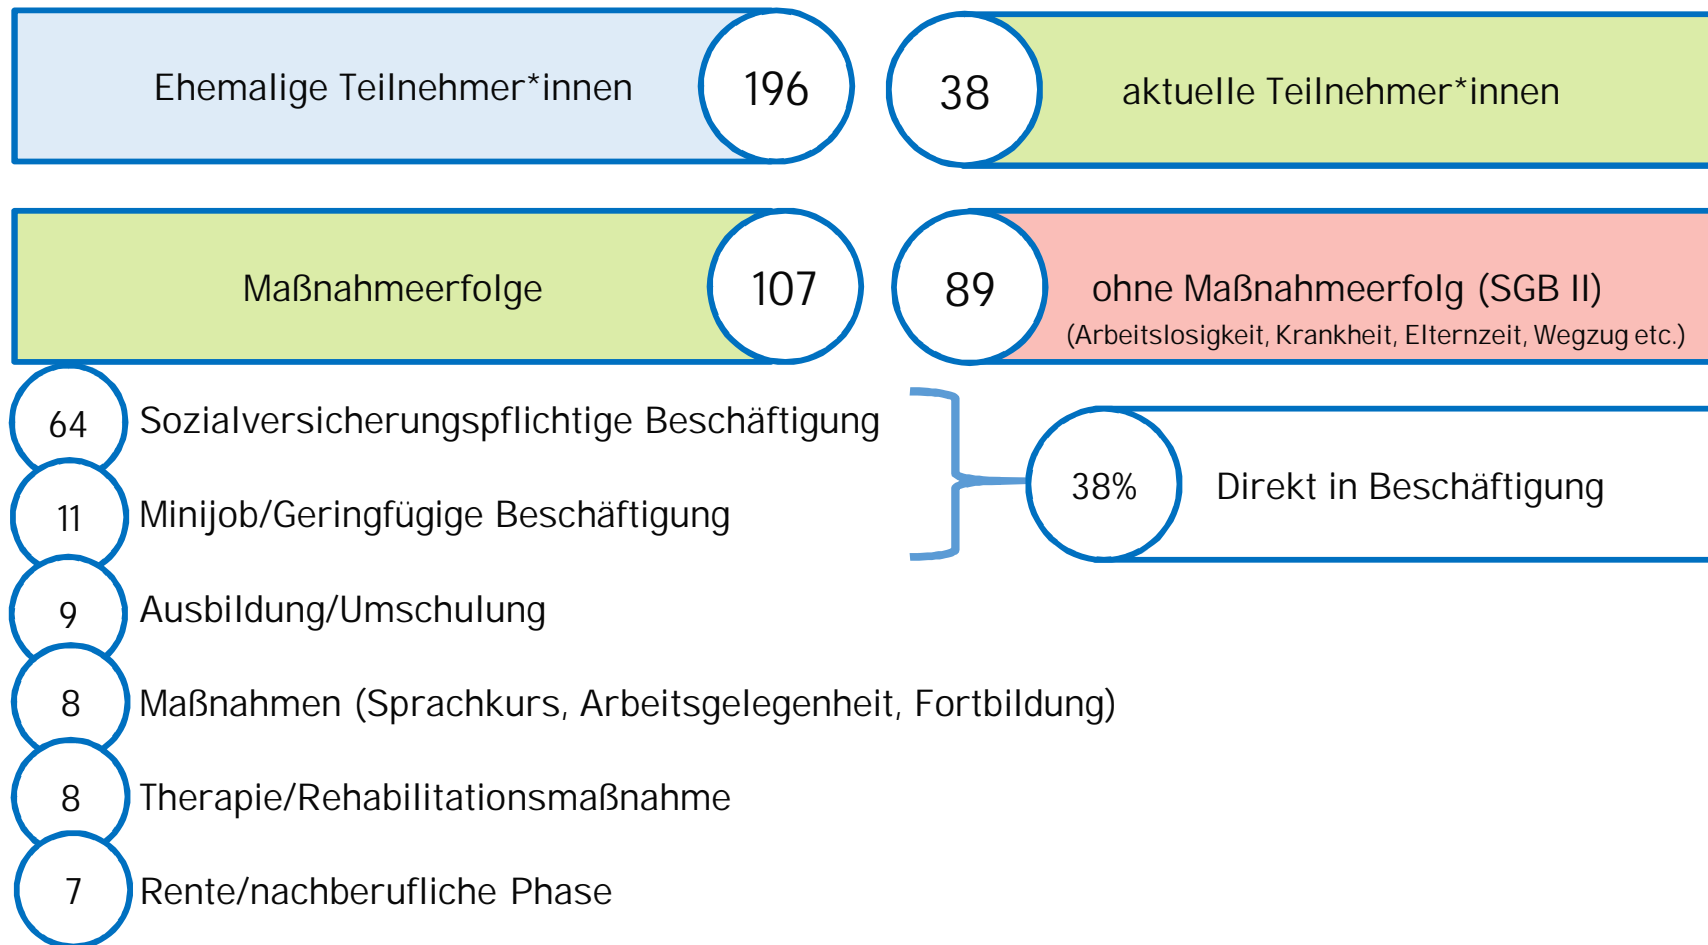 Ehemalige Teilnehmer*innen
196
38
aktuelle Teilnehmer*innen
Maßnahmeerfolge
107
89
ohne Maßnahmeerfolg (SGB II)
(Arbeitslosigkeit, Krankheit, Elternzeit, Wegzug etc.)
64
Sozialversicherungspflichtige Beschäftigung
11
Minijob/Geringfügige Beschäftigung
38%
Direkt in Beschäftigung
9
Ausbildung/Umschulung
8
Maßnahmen (Sprachkurs, Arbeitsgelegenheit, Fortbildung)
8
Therapie/Rehabilitationsmaßnahme
7
Rente/nachberufliche Phase